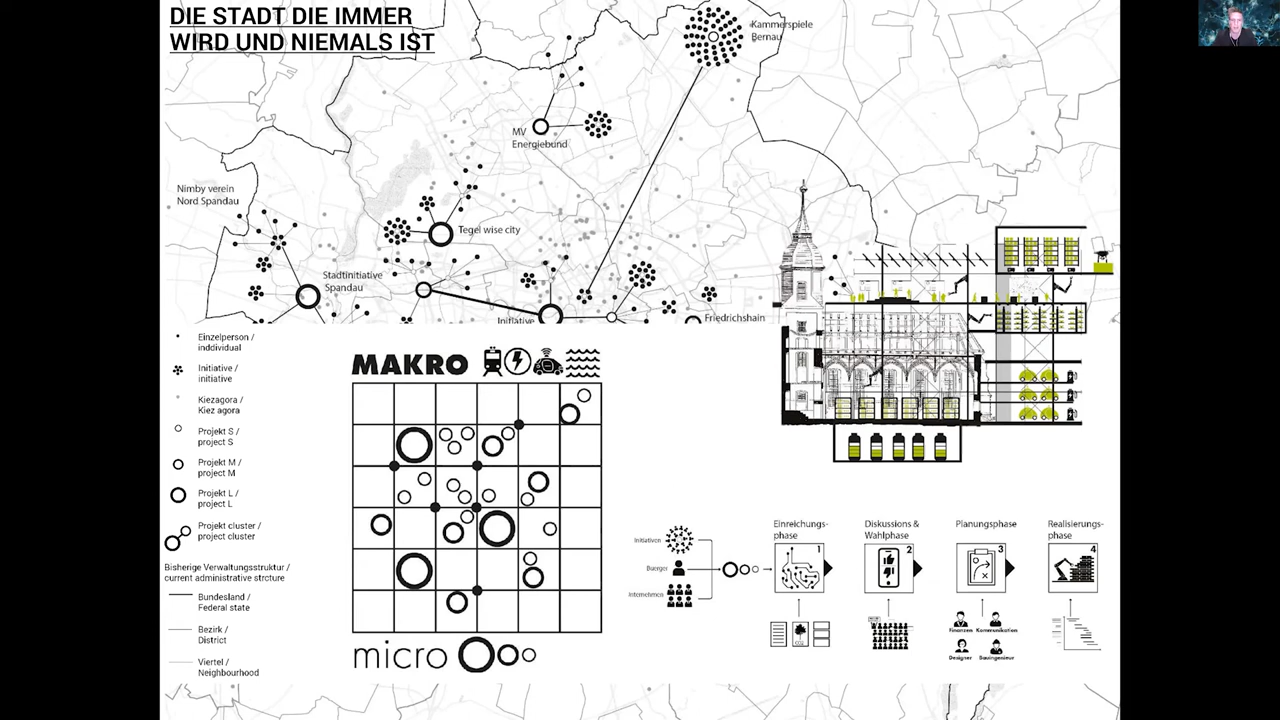 DIE STADT DIE IMMER
WIRD UND NIEMALS IST
Kammerspiele
Bernau
MV
Energiebund
Nimby verein
Nord Spandau
Tegel wise city
Stadtinitiative
Spandau
Initiative
Friedrichshain
Einzelperson /
inddividual
Initiative /
initiative
Kiezagora /
Kiez agora
Projekt S /
project S
Projekt M /
project M
Projekt L /
project L
Projekt cluster /
project cluster
Bisherige Verwaltungsstruktur /
current administrative strcture
Bundesland /
Federal state
Bezirk /
District
Viertel /
Neighbourhood
MAKRO
micro
Initiativen
Buerger
Internehmen
Einreichungs-
phase
1
Diskussions &
Wahlphase
2
Planungsphase
3
Realisierungs-
phase
4
CO2
Finanzen
Kommunikation
Designer
Bauingenieur